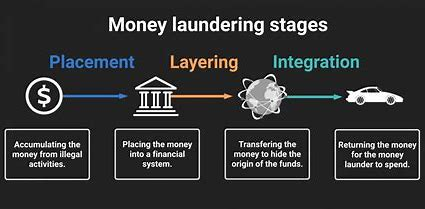 Money laundering stages
Placement
Layering
Integration
$
Accumulating the
money from illegal
activities.
Placing the money
into a financial
system.
Transfering the
money to hide the
origin of the funds.
Returning the money
for the money
launder to spend.